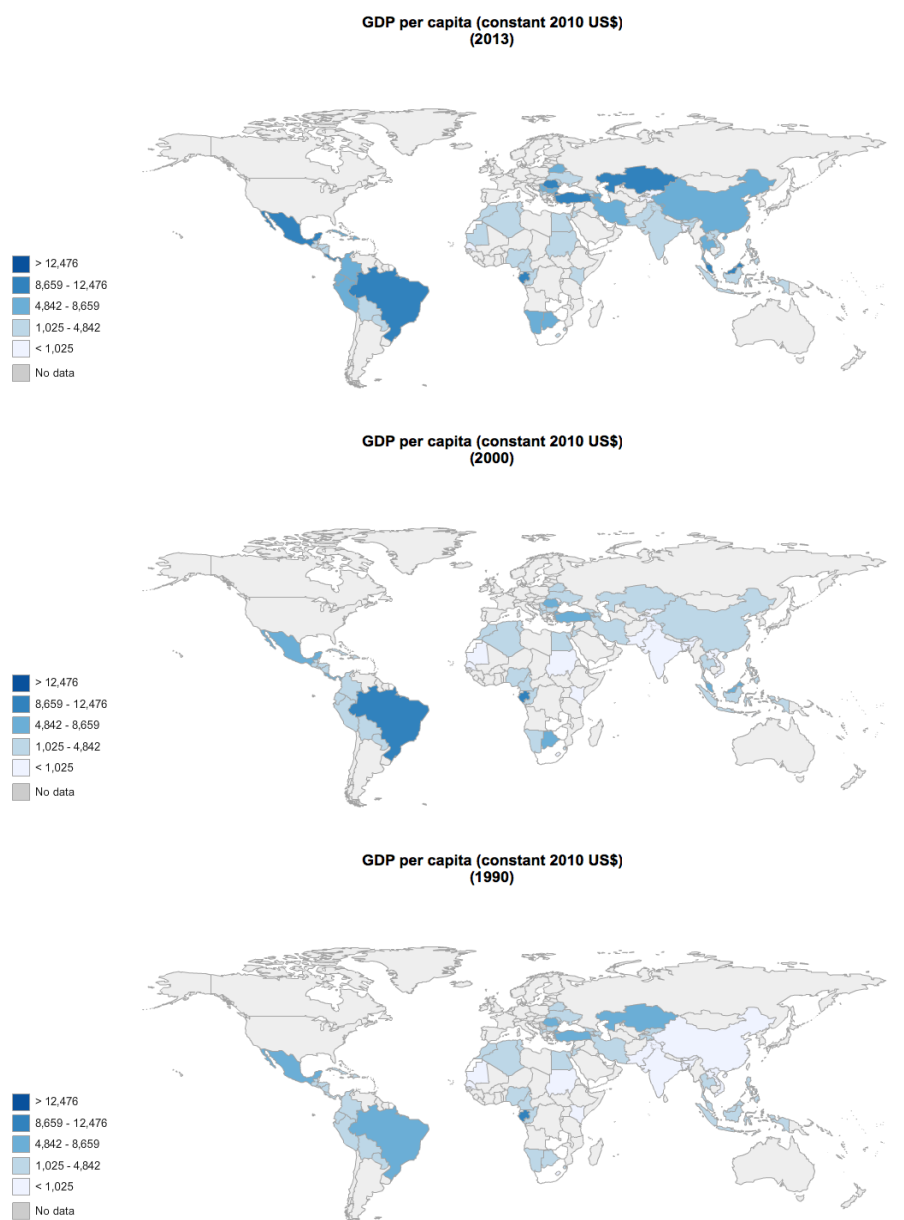 GDP per capita (constant 2010 US$)
(2013)
> 12,476
8,659 - 12,476
4,842 - 8,659
1,025 - 4,842
< 1,025
No data
GDP per capita (constant 2010 US$)
(2000)
> 12,476
8,659 - 12,476
4,842 - 8,659
1,025 - 4,842
< 1,025
No data
GDP per capita (constant 2010 US$)
(1990)
> 12,476
8,659 - 12,476
4,842 - 8,659
1,025 - 4,842
< 1,025
No data